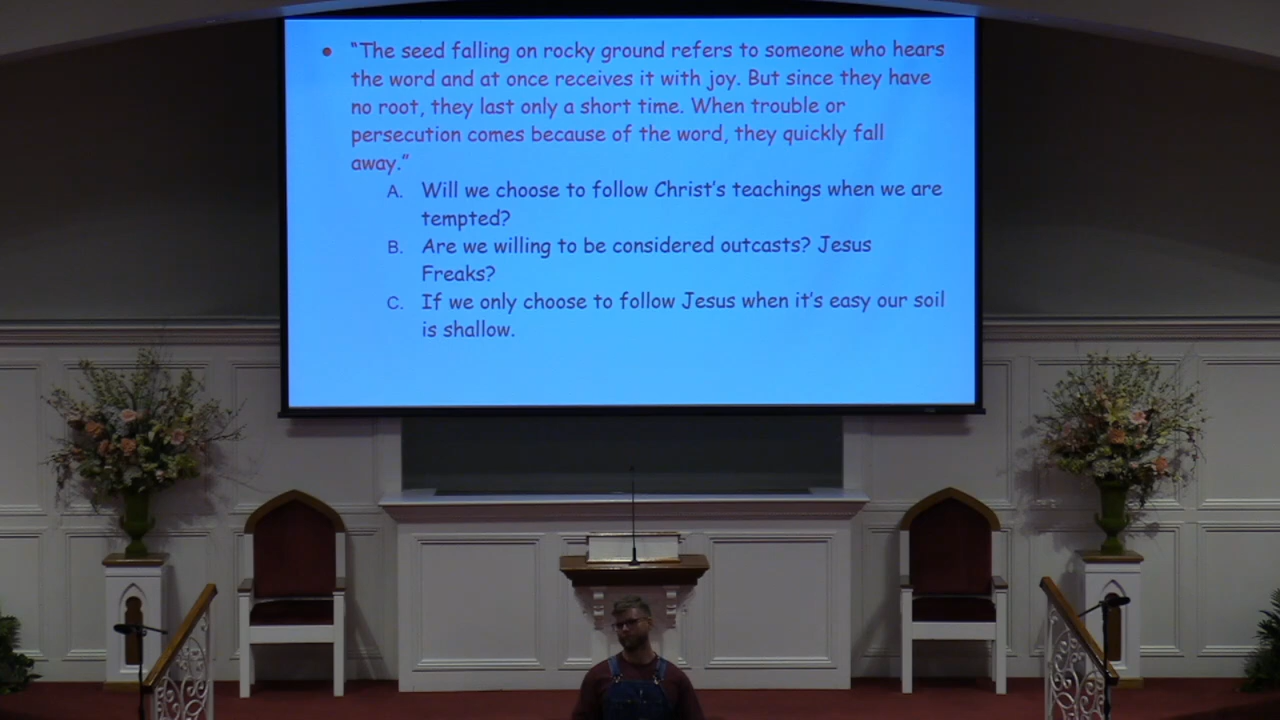 • “The seed falling on rocky ground refers to someone who hears
the word and at once receives it with joy. But since they have
no root, they last only a short time. When trouble or
persecution comes because of the word, they quickly fall
away.”
A. Will we choose to follow Christ’s teachings when we are
tempted?
B. Are we willing to be considered outcasts? Jesus
Freaks?
C. If we only choose to follow Jesus when it’s easy our soil
is shallow.